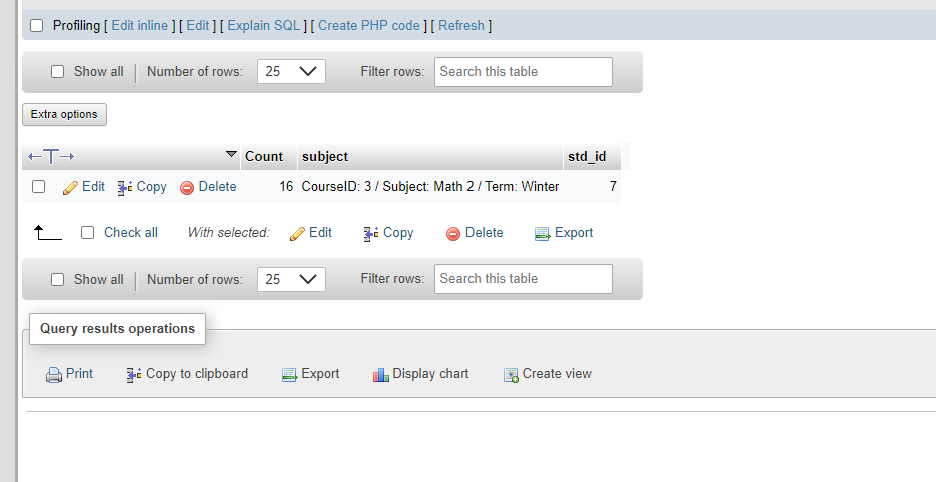 Profiling [ Edit inline ] [ Edit ] [ Explain SQL ] [ Create PHP code ] [ Refresh ]
Show all Number of rows: 25 Filter rows: Search this table
Extra options
Count subject std_id
Edit Copy Delete 16 CourseID: 3 / Subject: Math 2 / Term: Winter 7
Check all With selected: Edit Copy Delete Export
Show all Number of rows: 25 Filter rows: Search this table
Query results operations
Print Copy to clipboard Export Display chart Create view